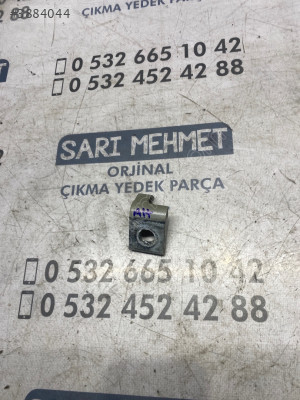 884044
ÇIKMA YEDEK PARÇA
0 532 665 10 42
0 532 452 42 88
SARI MEHMET
ORJİNAL
ÇIKMA YEDEK PARÇA
0 532 665 10 42
0 532 452 42 88